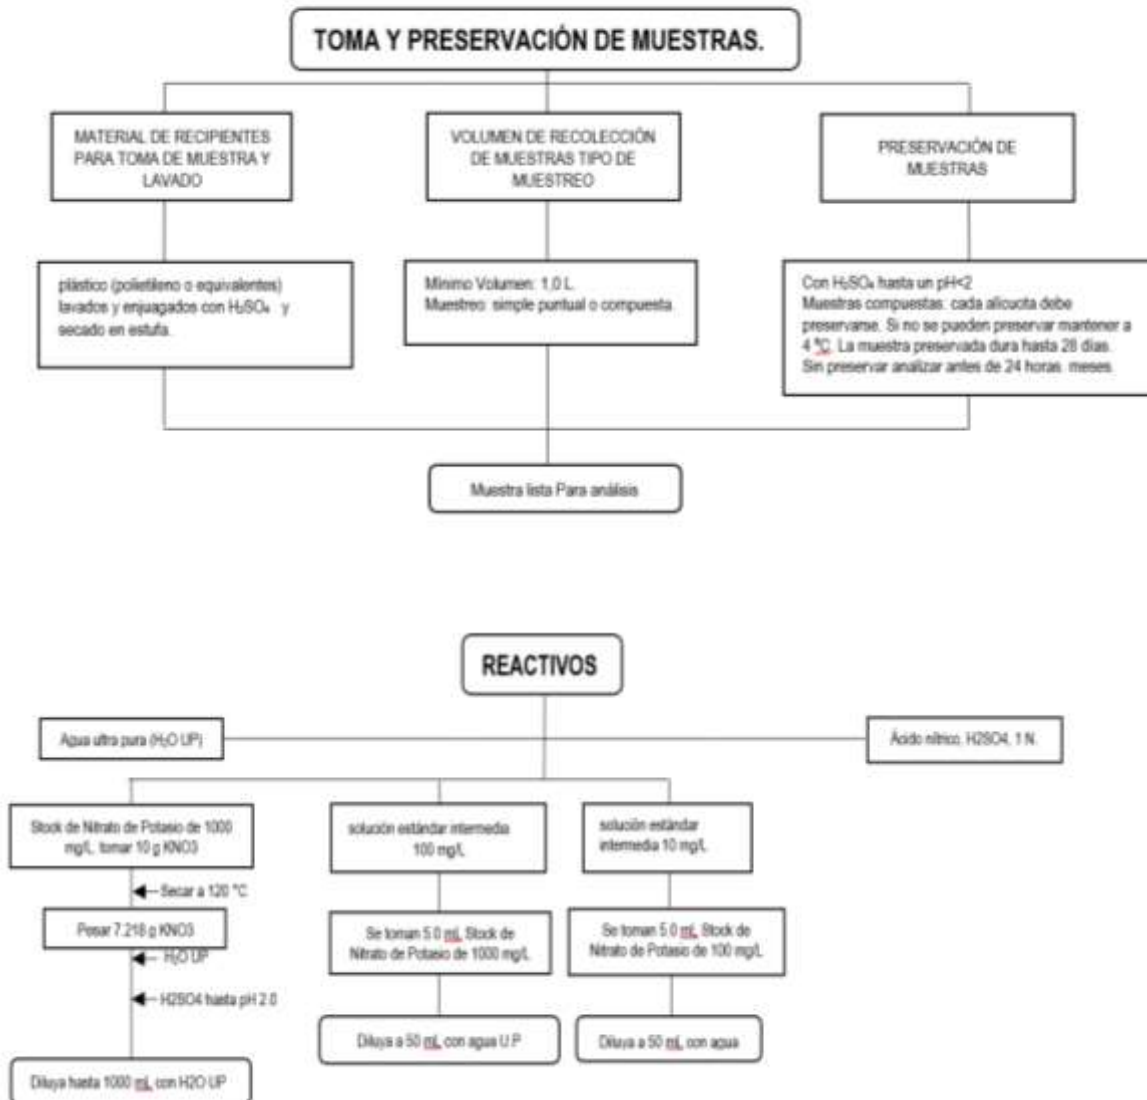 TOMA Y PRESERVACIÓN DE MUESTRAS.
MATERIAL DE RECIPIENTES
PARA TOMA DE MUESTRA Y
LAVADO
VOLUMEN DE RECOLECCIÓN
DE MUESTRAS TIPO DE
MUESTREO
PRESERVACIÓN DE
MUESTRAS
plástico (polietileno o equivalentes)
lavados y enjuagados con H₂SO₄ y
secado en estufa.
Mínimo Volumen: 1,0 L.
Muestreo: simple puntual o compuesta.
Con H₂SO₄ hasta un pH<2
Muestras compuestas: cada alícuota debe
preservarse. Si no se pueden preservar mantener a
4 °C. La muestra preservada dura hasta 28 días.
Sin preservar analizar antes de 24 horas. meses.
Muestra lista Para análisis
REACTIVOS
Agua ultra pura (H₂O UP)
Ácido nítrico, H2SO4, 1 N.
Stock de Nitrato de Potasio de 1000
mg/L. tomar 10 g KNO3
solución estándar intermedia
100 mg/L
solución estándar
intermedia 10 mg/L
Secar a 120 °C
Pesar 7.218 g KNO3
H₂O UP
H2SO4 hasta pH 2.0
Se toman 5.0 mL Stock de
Nitrato de Potasio de 1000 mg/L
Se toman 5.0 mL Stock de
Nitrato de Potasio de 100 mg/L
Diluya a 50 mL con agua U.P
Diluya a 50 mL con agua
Diluya hasta 1000 mL con H2O UP